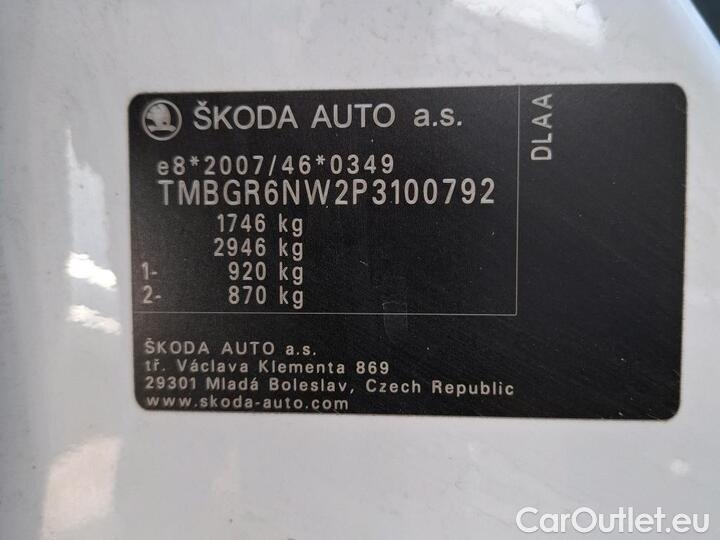 ŠKODA AUTO a.s.
DLAA
e8*2007/46*0349
TMBGR6NW2P3100792
1746 kg
2946 kg
1- 920 kg
2- 870 kg
ŠKODA AUTO a.s.
tř. Václava Klementa 869
29301 Mladá Boleslav, Czech Republic
www.skoda-auto.com
CarOutlet.eu